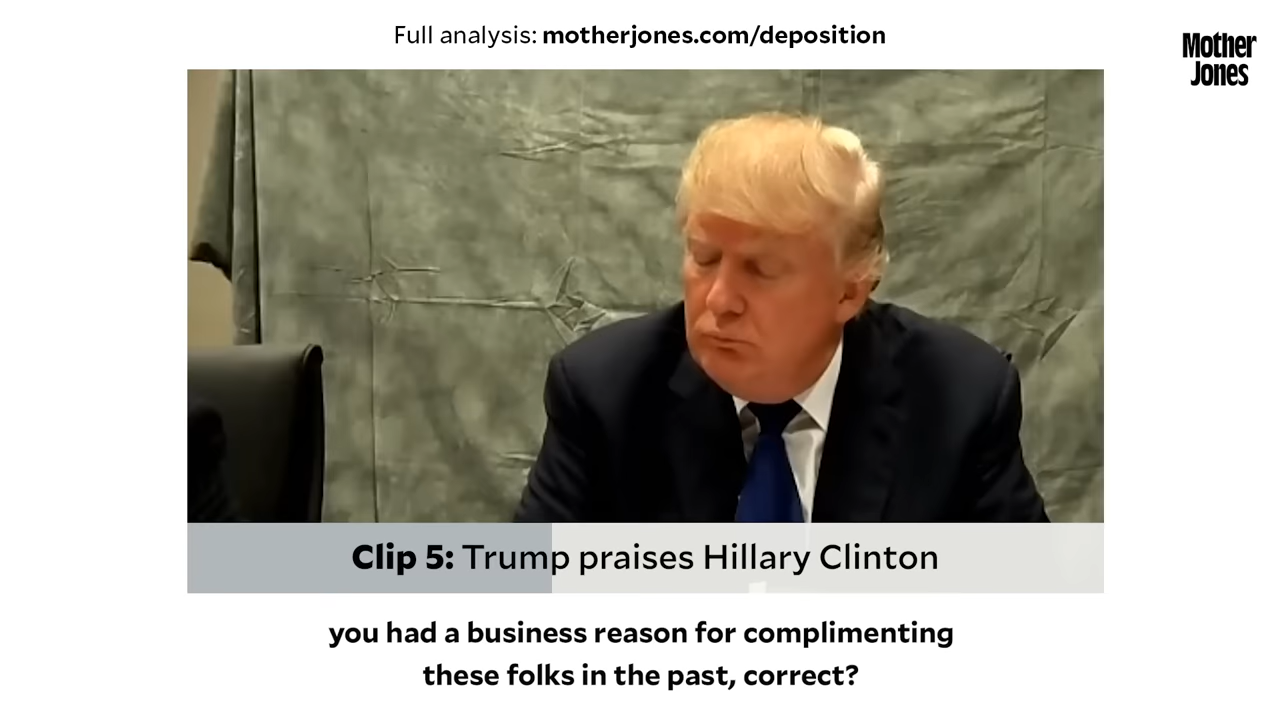 Full analysis: motherjones.com/deposition
Mother
Jones
Clip 5: Trump praises Hillary Clinton
you had a business reason for complimenting
these folks in the past, correct?